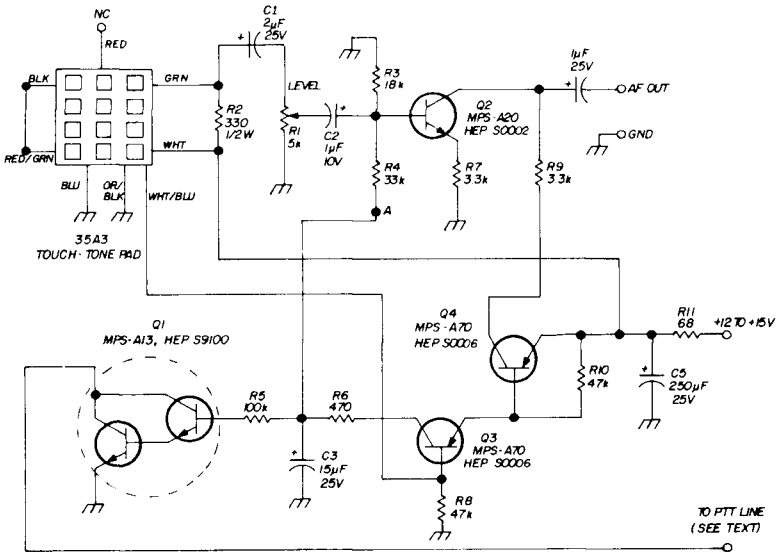 NC
RED
BLK
GRN
WHT
RED/GRN
BLU
OR/
BLK
WHT/BLU
35A3
TOUCH-TONE PAD
C1
2µF
25V
R2
330
1/2W
LEVEL
R1
5k
C2
1µF
10V
R3
18k
R4
33k
A
Q2
MPS-A20
HEP S0002
R7
3.3k
1µF
25V
AF OUT
GND
R9
3.3k
Q4
MPS-A70
HEP S0006
R11
68
+12 TO +15V
R10
47k
C5
250µF
25V
Q1
MPS-A13, HEP S9100
R5
100k
R6
470
C3
15µF
25V
Q3
MPS-A70
HEP S0006
R8
47k
TO PTT LINE
(SEE TEXT)